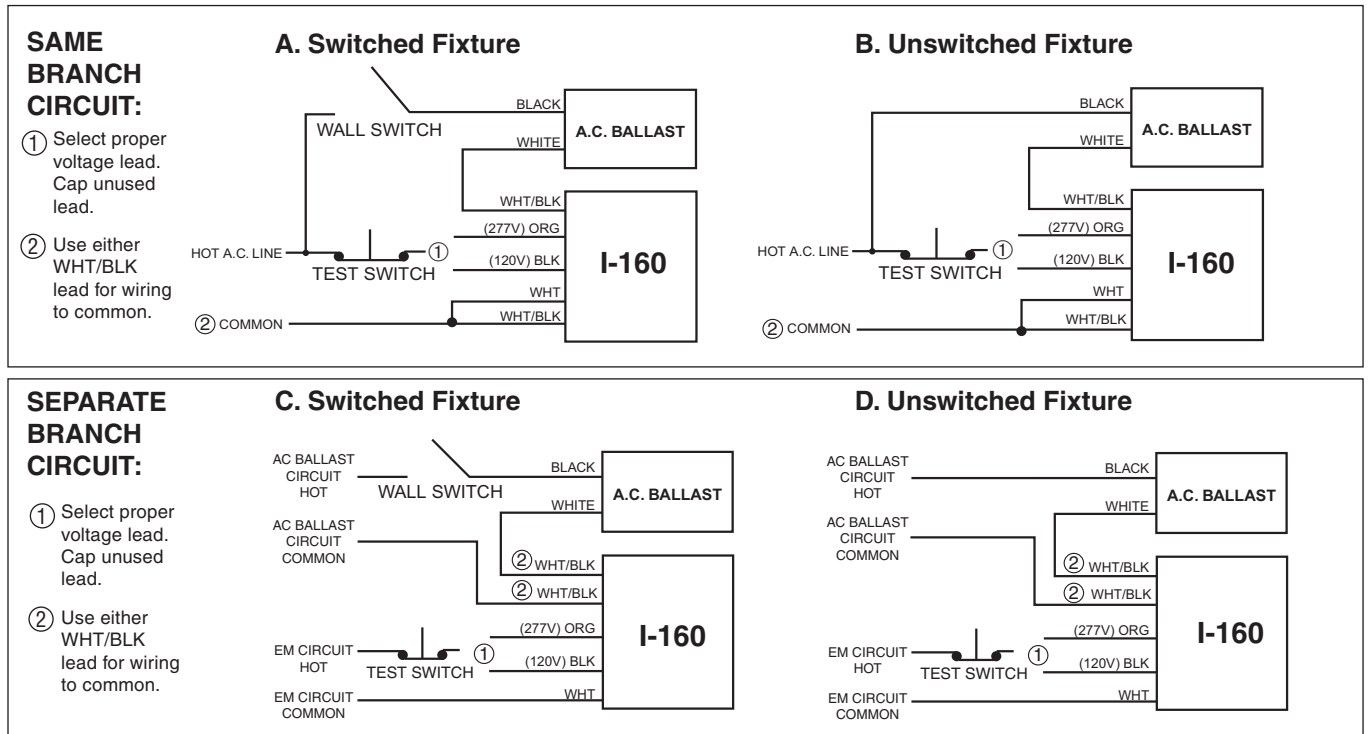 SAME
BRANCH
CIRCUIT:
① Select proper
voltage lead.
Cap unused
lead.
② Use either
WHT/BLK
lead for wiring
to common.
A. Switched Fixture
WALL SWITCH
BLACK
WHITE
A.C. BALLAST
WHT/BLK
(277V) ORG
HOT A.C. LINE
①
TEST SWITCH
(120V) BLK
I-160
WHT
② COMMON
WHT/BLK
B. Unswitched Fixture
BLACK
WHITE
A.C. BALLAST
WHT/BLK
(277V) ORG
HOT A.C. LINE
①
TEST SWITCH
(120V) BLK
I-160
WHT
② COMMON
WHT/BLK
SEPARATE
BRANCH
CIRCUIT:
① Select proper
voltage lead.
Cap unused
lead.
② Use either
WHT/BLK
lead for wiring
to common.
C. Switched Fixture
AC BALLAST
CIRCUIT
HOT
WALL SWITCH
BLACK
WHITE
A.C. BALLAST
AC BALLAST
CIRCUIT
COMMON
② WHT/BLK
② WHT/BLK
(277V) ORG
I-160
EM CIRCUIT
HOT
TEST SWITCH
①
(120V) BLK
EM CIRCUIT
COMMON
WHT
D. Unswitched Fixture
AC BALLAST
CIRCUIT
HOT
BLACK
WHITE
A.C. BALLAST
AC BALLAST
CIRCUIT
COMMON
② WHT/BLK
② WHT/BLK
(277V) ORG
I-160
EM CIRCUIT
HOT
TEST SWITCH
①
(120V) BLK
EM CIRCUIT
COMMON
WHT